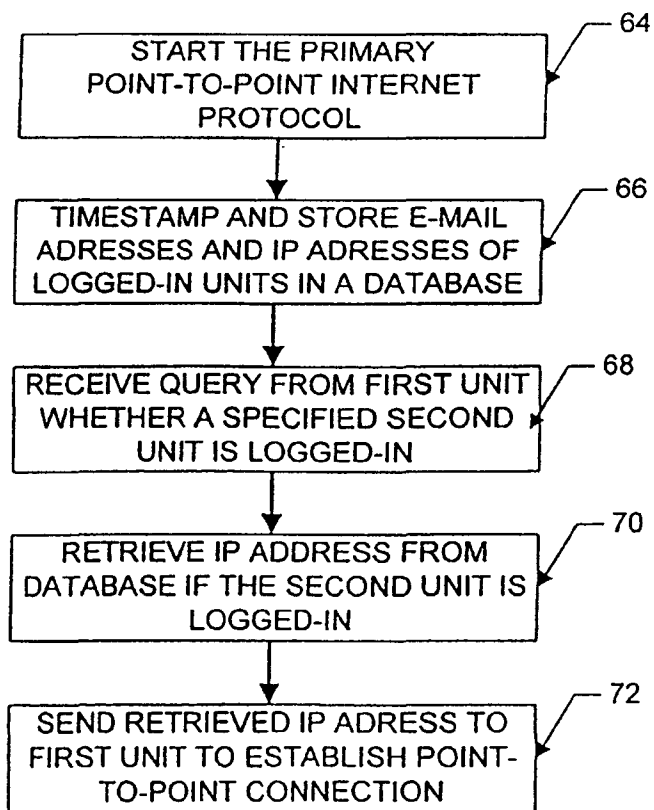 64
START THE PRIMARY
POINT-TO-POINT INTERNET
PROTOCOL
66
TIMESTAMP AND STORE E-MAIL
ADRESSES AND IP ADRESSES OF
LOGGED-IN UNITS IN A DATABASE
68
RECEIVE QUERY FROM FIRST UNIT
WHETHER A SPECIFIED SECOND
UNIT IS LOGGED-IN
70
RETRIEVE IP ADDRESS FROM
DATABASE IF THE SECOND UNIT IS
LOGGED-IN
72
SEND RETRIEVED IP ADRESS TO
FIRST UNIT TO ESTABLISH POINT-
TO-POINT CONNECTION